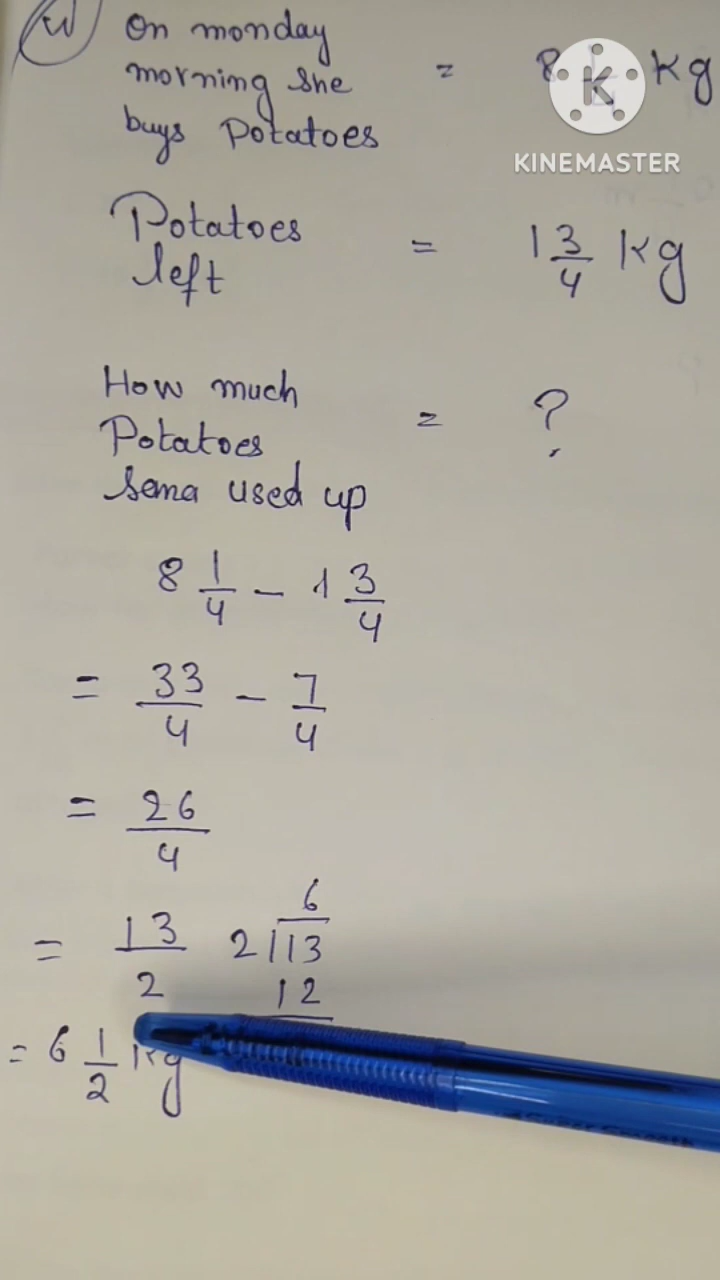 On monday
morning she = 8 kg
buys Potatoes
K
KINEMASTER
Potatoes
left = 1 3/4 kg
How much
Potatoes = ?
sema used up
8 1/4 - 1 3/4
= 33/4 - 7/4
= 26/4
6
= 13/2 2)13
12
= 6 1/2 kg